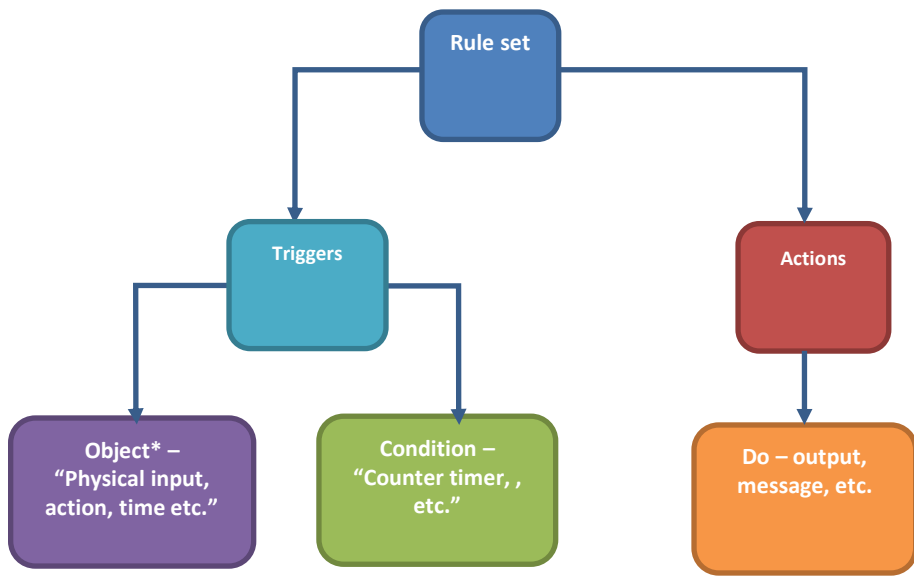 Rule set
Triggers
Actions
Object* –
“Physical input,
action, time etc.”
Condition –
“Counter timer, ,
etc.”
Do – output,
message, etc.